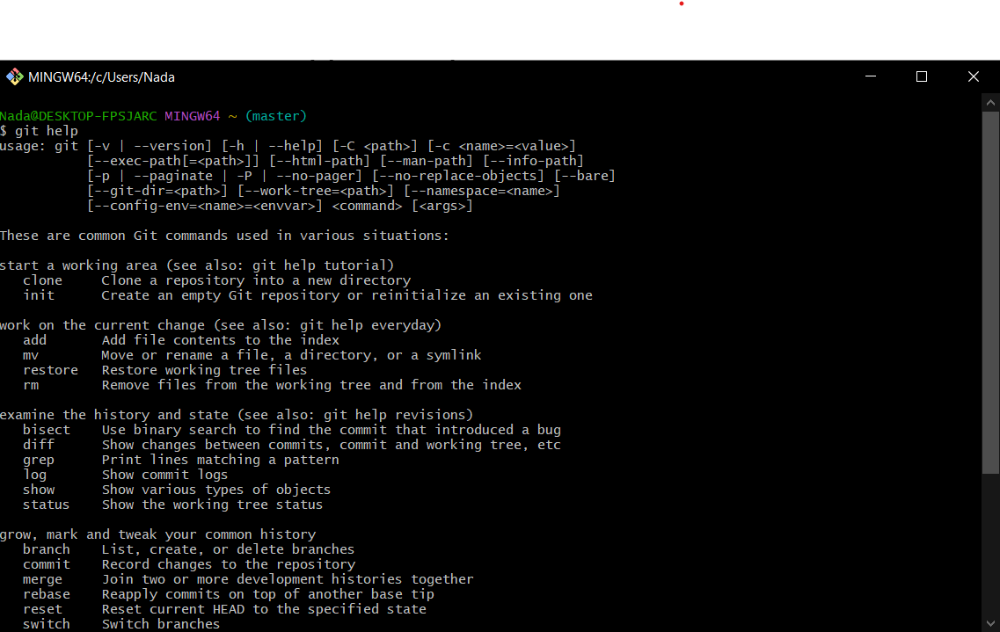 MINGW64:/c/Users/Nada
Nada@DESKTOP-FPSJARC MINGW64 ~ (master)
$ git help
usage: git [-v | --version] [-h | --help] [-C <path>] [-c <name>=<value>]
           [--exec-path[=<path>]] [--html-path] [--man-path] [--info-path]
           [-p | --paginate | -P | --no-pager] [--no-replace-objects] [--bare]
           [--git-dir=<path>] [--work-tree=<path>] [--namespace=<name>]
           [--config-env=<name>=<envvar>] <command> [<args>]
These are common Git commands used in various situations:
start a working area (see also: git help tutorial)
   clone     Clone a repository into a new directory
   init      Create an empty Git repository or reinitialize an existing one
work on the current change (see also: git help everyday)
   add       Add file contents to the index
   mv        Move or rename a file, a directory, or a symlink
   restore   Restore working tree files
   rm        Remove files from the working tree and from the index
examine the history and state (see also: git help revisions)
   bisect    Use binary search to find the commit that introduced a bug
   diff      Show changes between commits, commit and working tree, etc
   grep      Print lines matching a pattern
   log       Show commit logs
   show      Show various types of objects
   status    Show the working tree status
grow, mark and tweak your common history
   branch    List, create, or delete branches
   commit    Record changes to the repository
   merge     Join two or more development histories together
   rebase    Reapply commits on top of another base tip
   reset     Reset current HEAD to the specified state
   switch    Switch branches